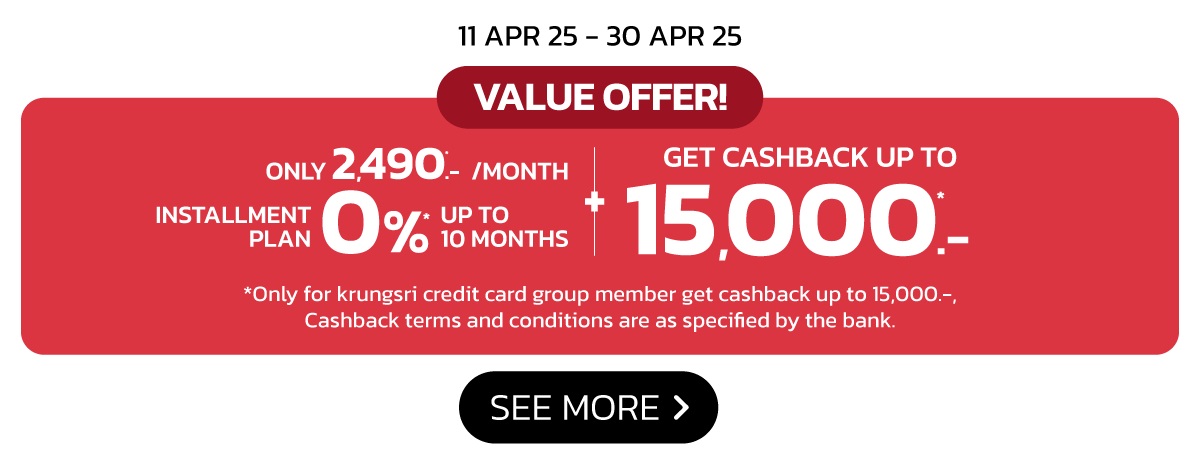 11 APR 25 – 30 APR 25
VALUE OFFER!
ONLY 2,490.-* /MONTH
INSTALLMENT PLAN 0%* UP TO 10 MONTHS
+
GET CASHBACK UP TO
15,000.-*
*Only for krungsri credit card group member get cashback up to 15,000.-,
Cashback terms and conditions are as specified by the bank.
SEE MORE >